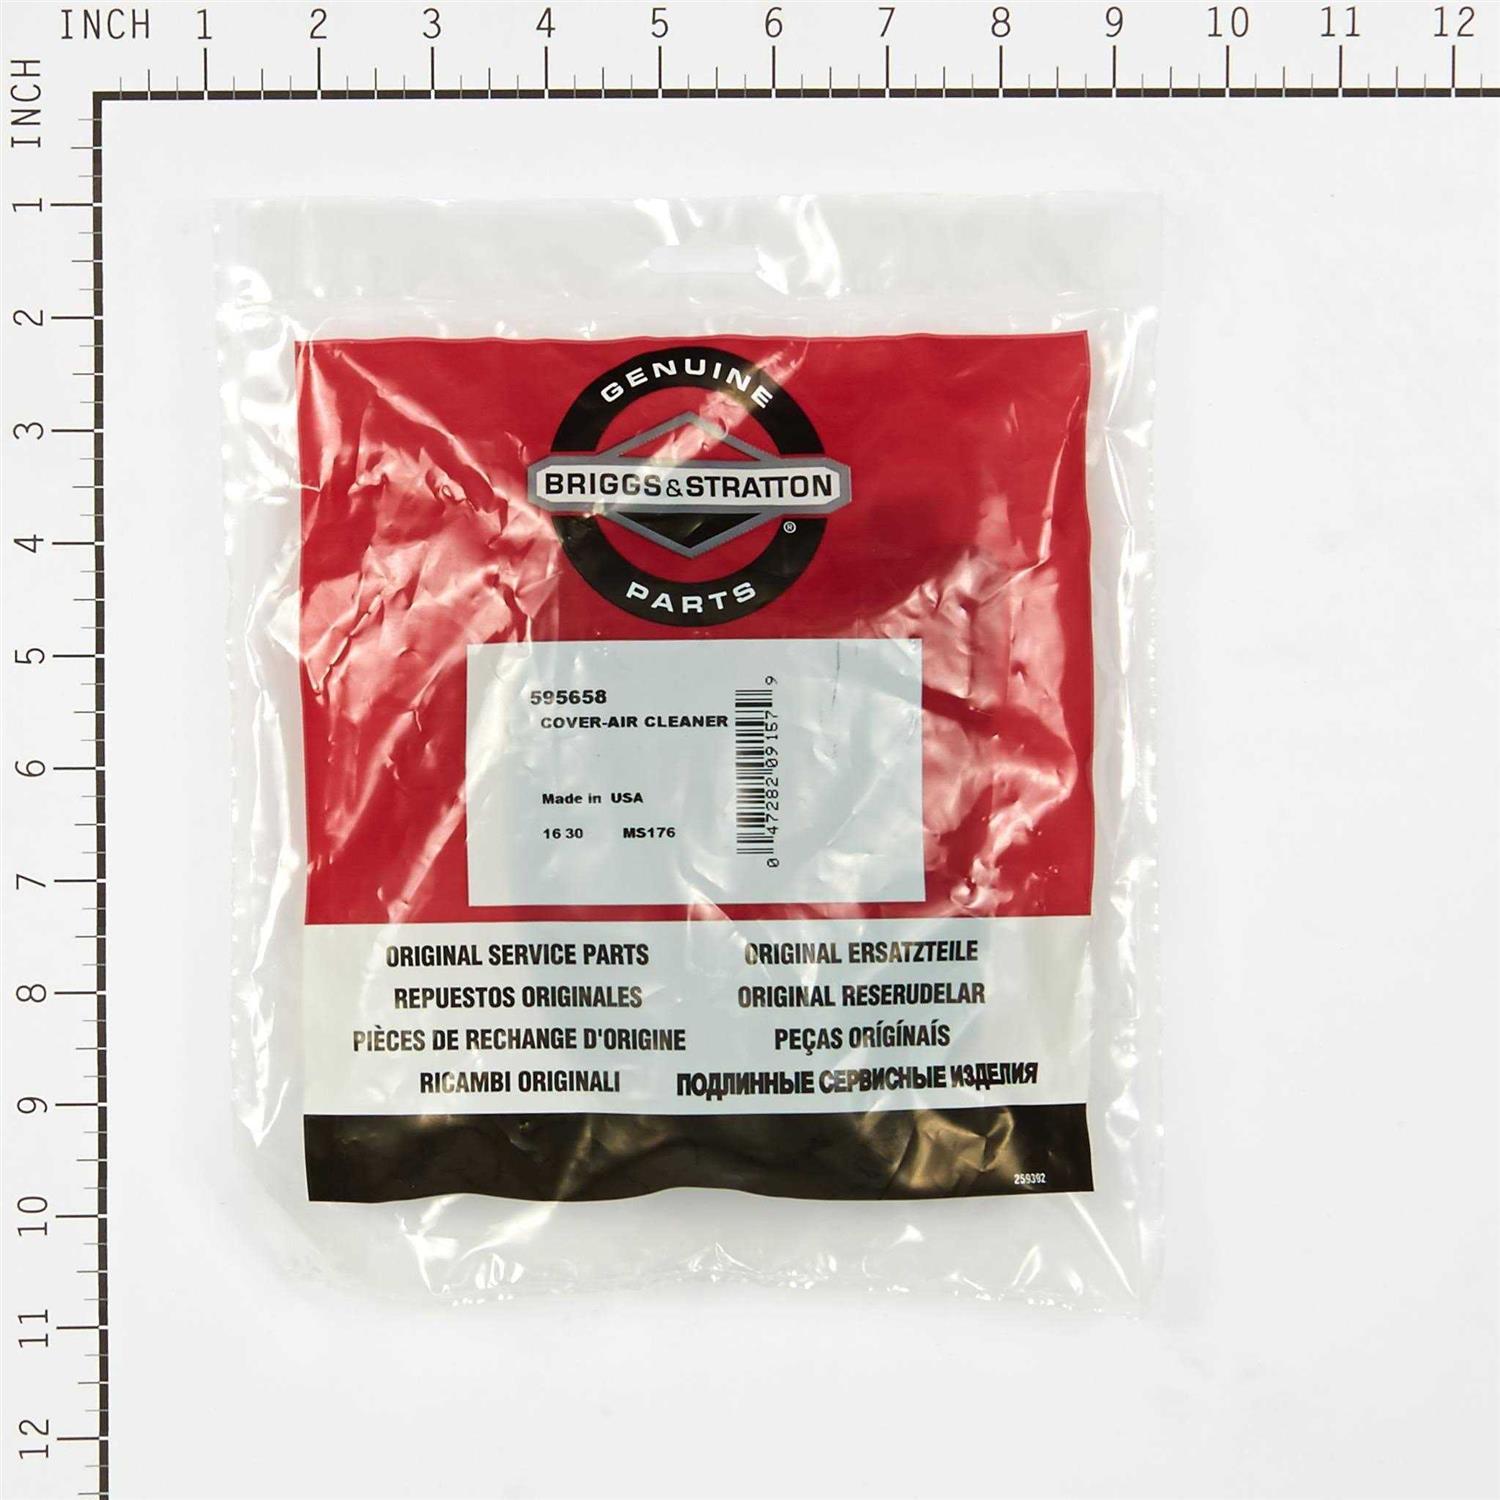 INCH 1 2 3 4 5 6 7 8 9 10 11 12
INCH 1 2 3 4 5 6 7 8 9 10 11 12
GENUINE
BRIGGS&STRATTON
®
PARTS
595658
COVER-AIR CLEANER
Made in USA
16 30 MS176
0 47282 09157 9
ORIGINAL SERVICE PARTS
REPUESTOS ORIGINALES
PIÈCES DE RECHANGE D'ORIGINE
RICAMBI ORIGINALI
ORIGINAL ERSATZTEILE
ORIGINAL RESERUDELAR
PEÇAS ORÍGÍNAÍS
ПОДЛИННЫЕ СЕРВИСНЫЕ ИЗДЕЛИЯ
259392